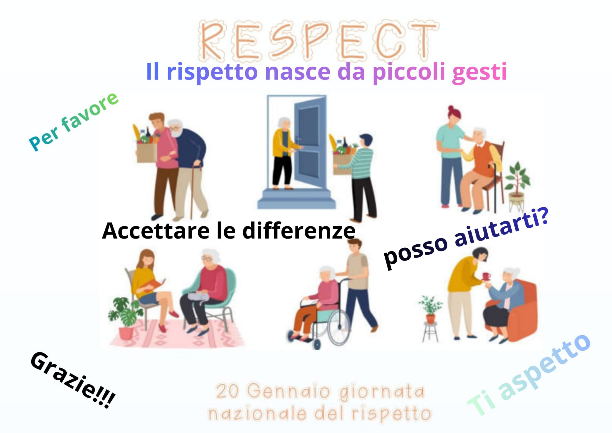 RESPECT
Il rispetto nasce da piccoli gesti
Per favore
Accettare le differenze
posso aiutarti?
Grazie!!!
Ti aspetto
20 Gennaio giornata
nazionale del rispetto